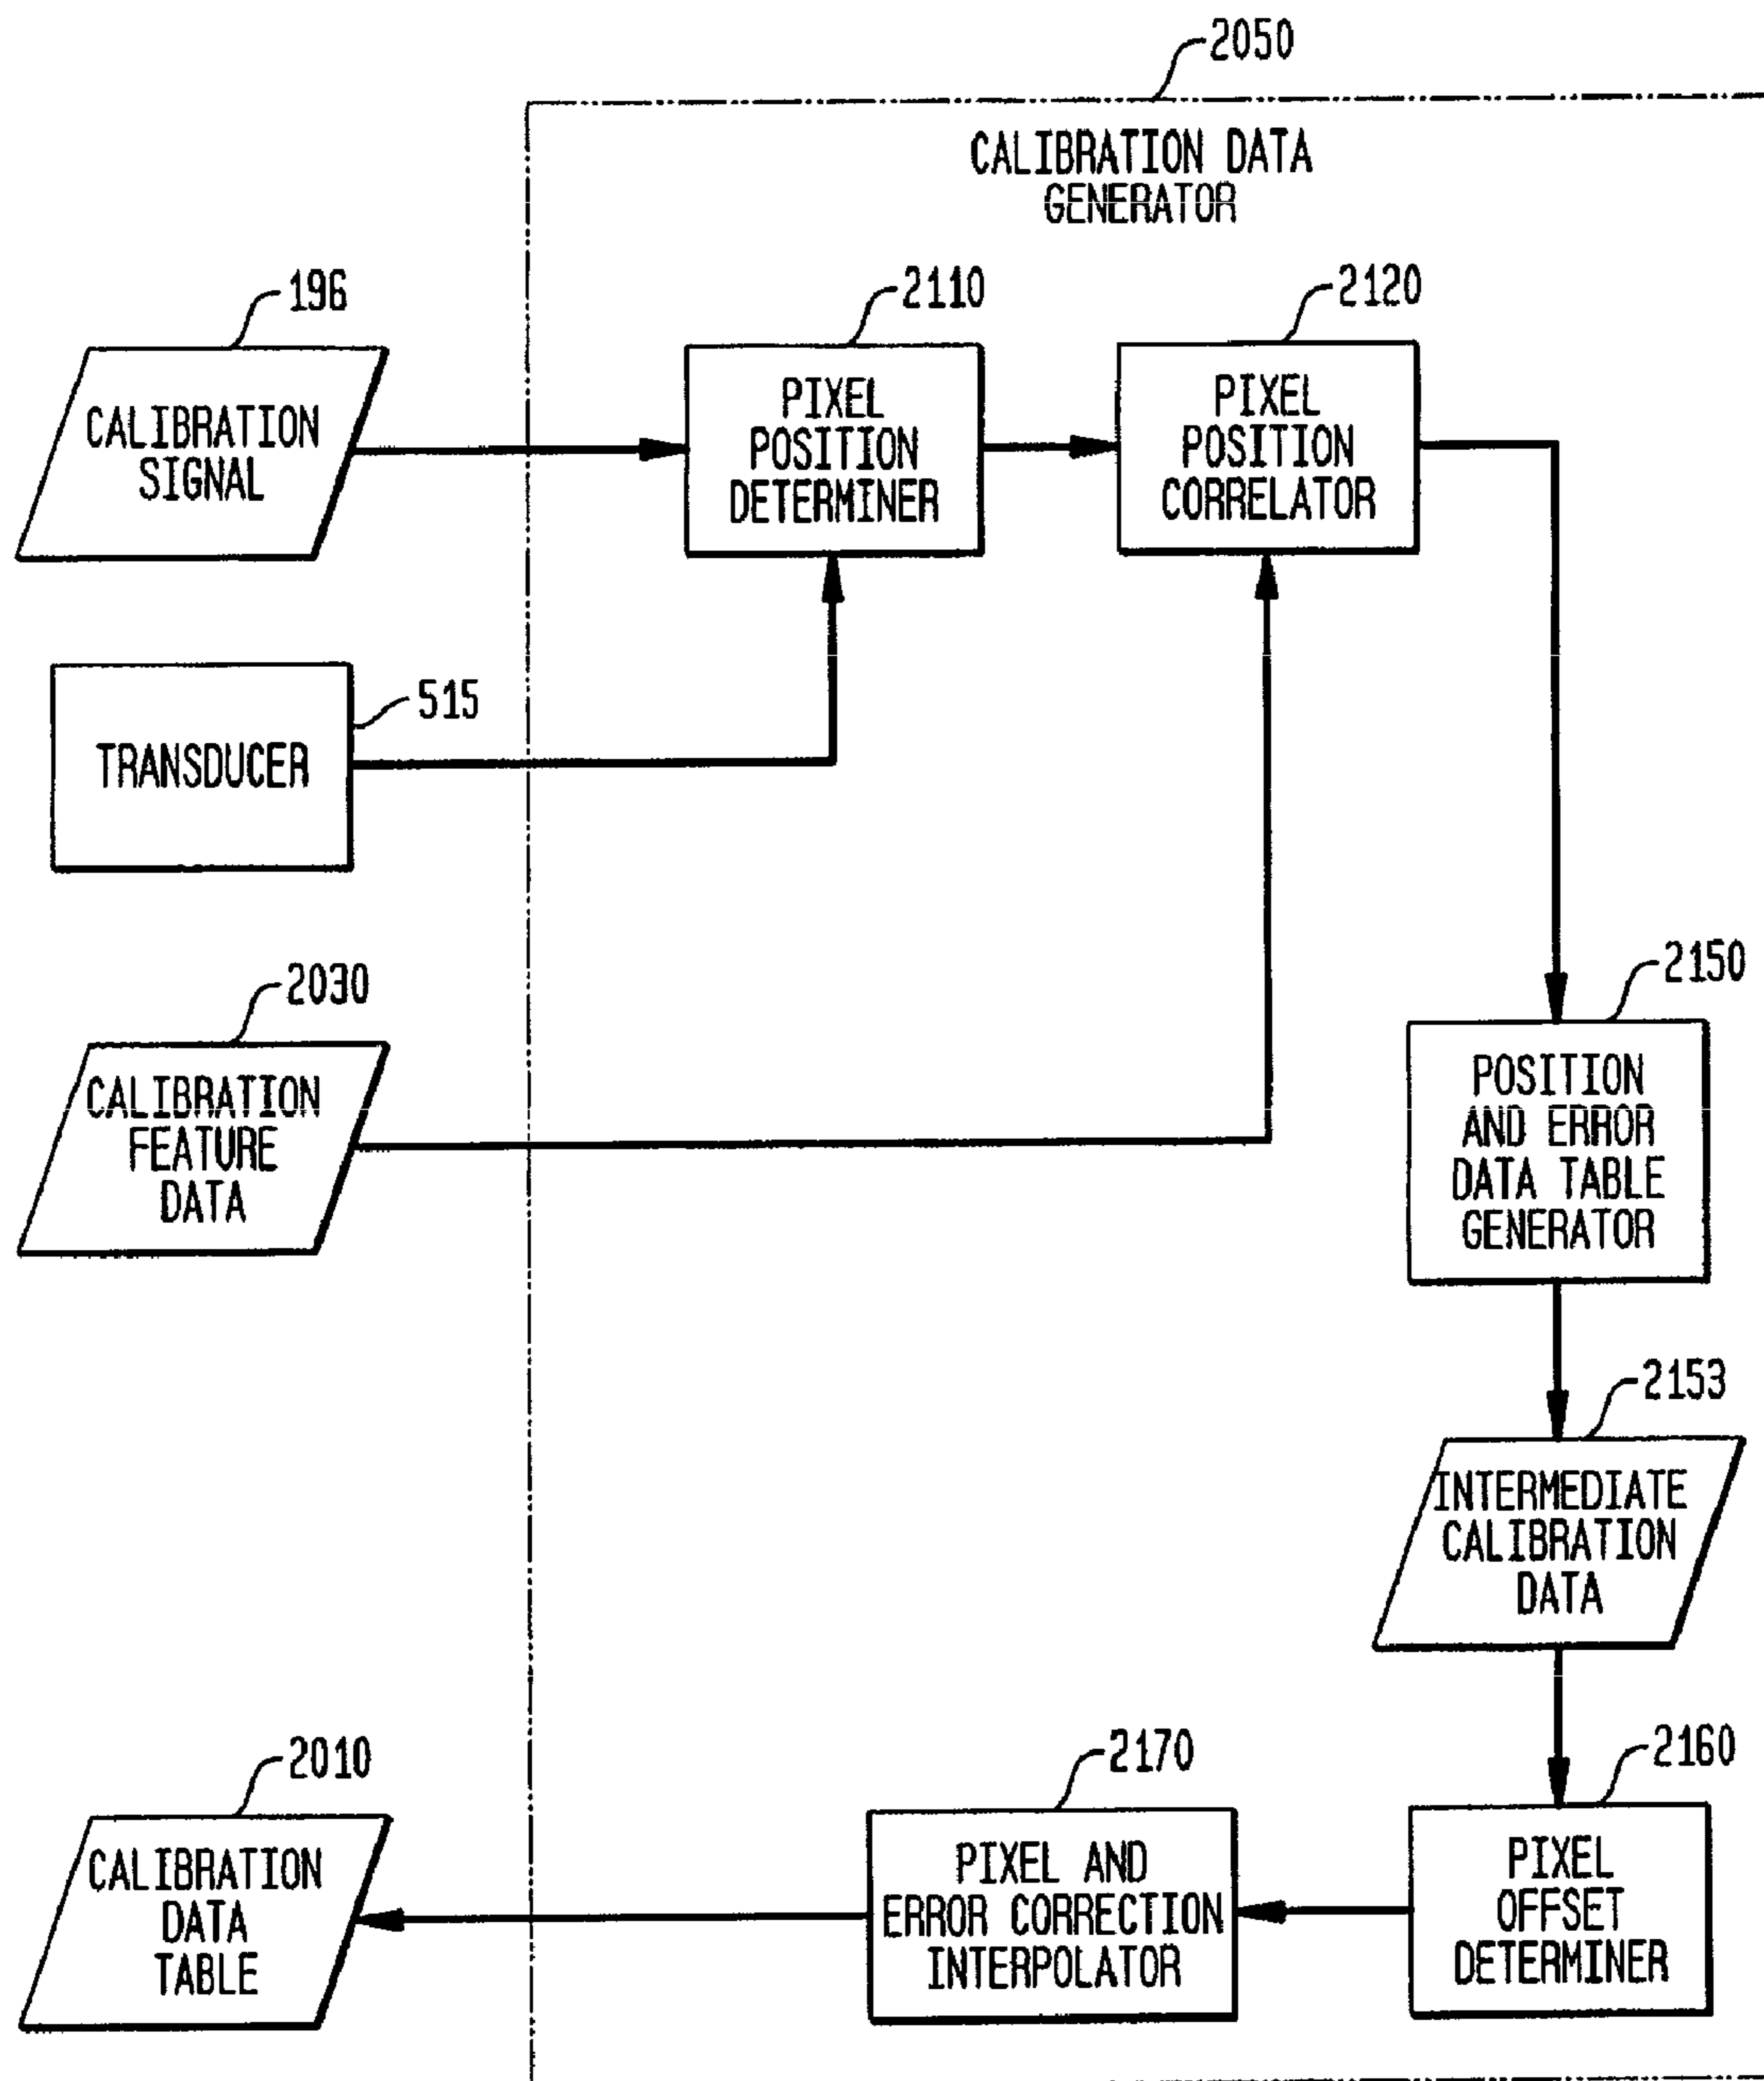 2050
CALIBRATION DATA
GENERATOR
196
CALIBRATION
SIGNAL
2110
PIXEL
POSITION
DETERMINER
2120
PIXEL
POSITION
CORRELATOR
515
TRANSDUCER
2030
CALIBRATION
FEATURE
DATA
2150
POSITION
AND ERROR
DATA TABLE
GENERATOR
2153
INTERMEDIATE
CALIBRATION
DATA
2010
CALIBRATION
DATA
TABLE
2170
PIXEL AND
ERROR CORRECTION
INTERPOLATOR
2160
PIXEL
OFFSET
DETERMINER